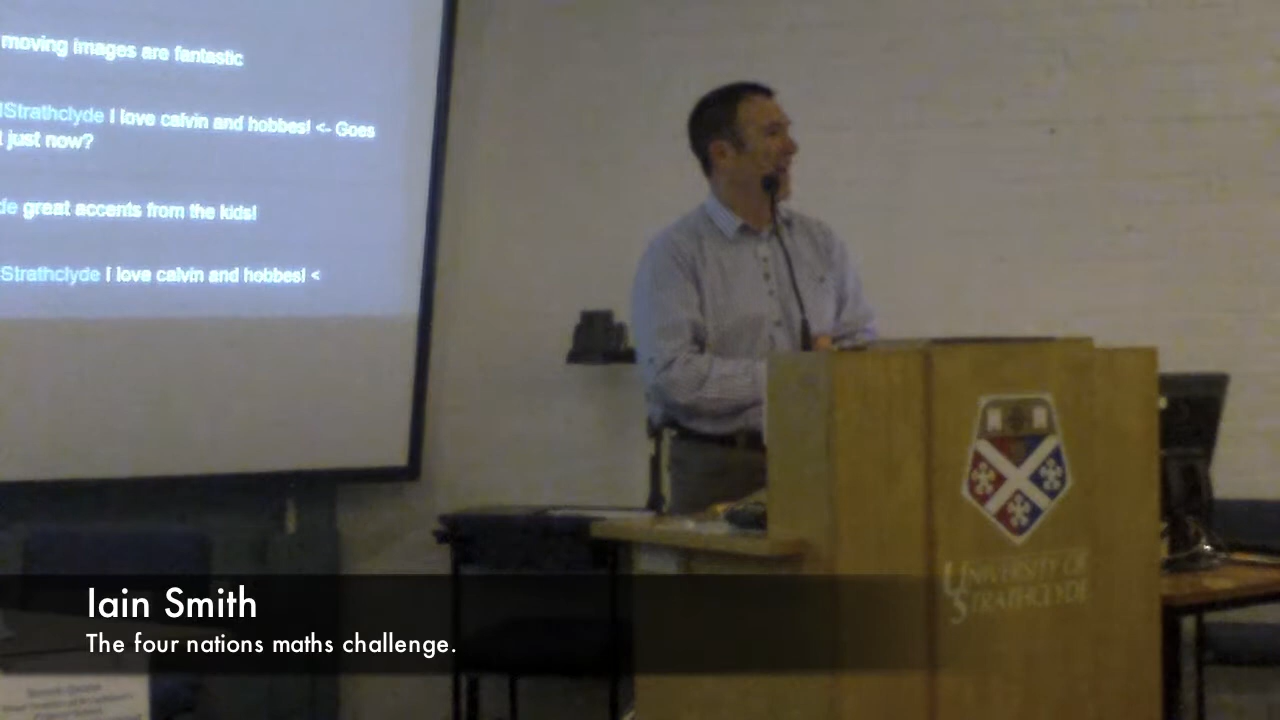 moving images are fantastic
Strathclyde I love calvin and hobbes! <- Goes
just now?
de great accents from the kids!
Strathclyde I love calvin and hobbes! <
UNIVERSITY OF
STRATHCLYDE
Iain Smith
The four nations maths challenge.